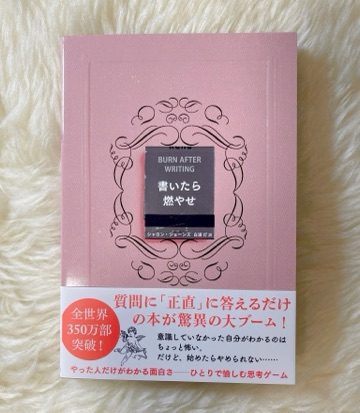 BURN AFTER
WRITING
書いたら
燃やせ
シャロン・ジョーンズ
質問に「正直」に答えるだけ
の本が驚異の大ブーム!
全世界
350万部
突破!
意識していなかった自分がわかるのは
ちょっと怖い。
だけど、始めたらやめられない……
やった人だけがわかる面白さ──ひとりで愉しむ思考ゲーム